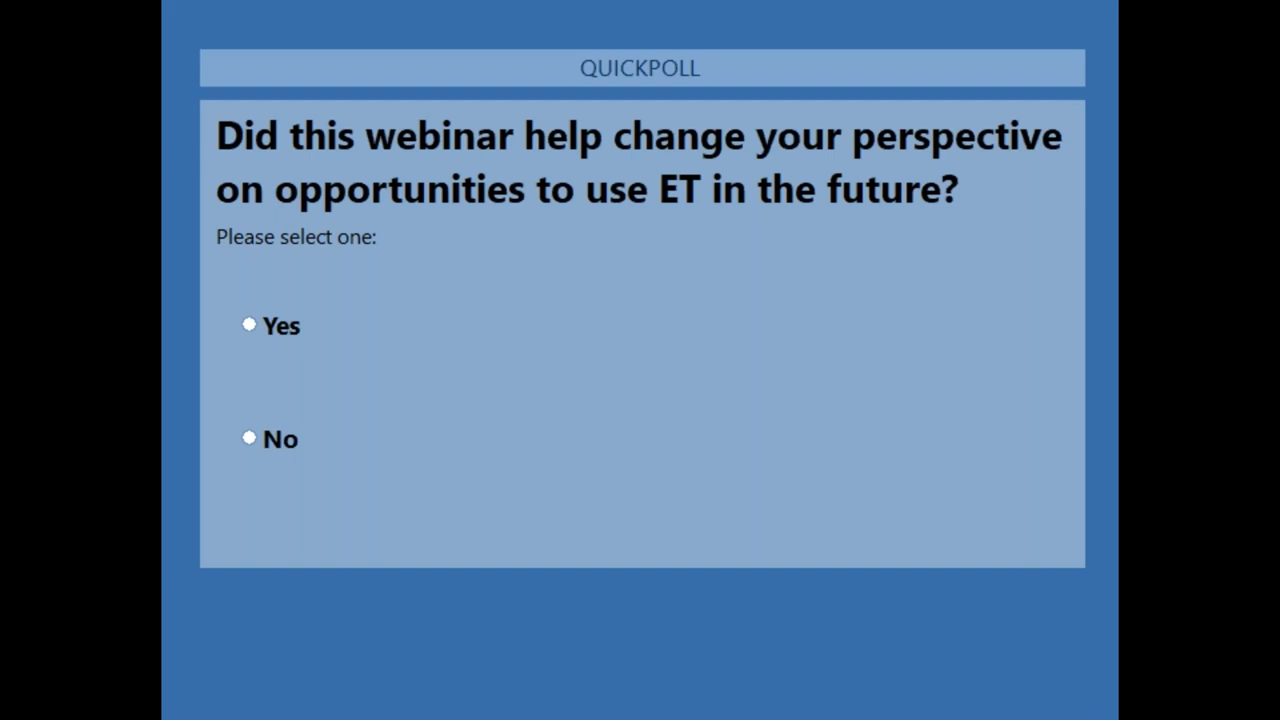 QUICKPOLL
Did this webinar help change your perspective
on opportunities to use ET in the future?
Please select one:
Yes
No